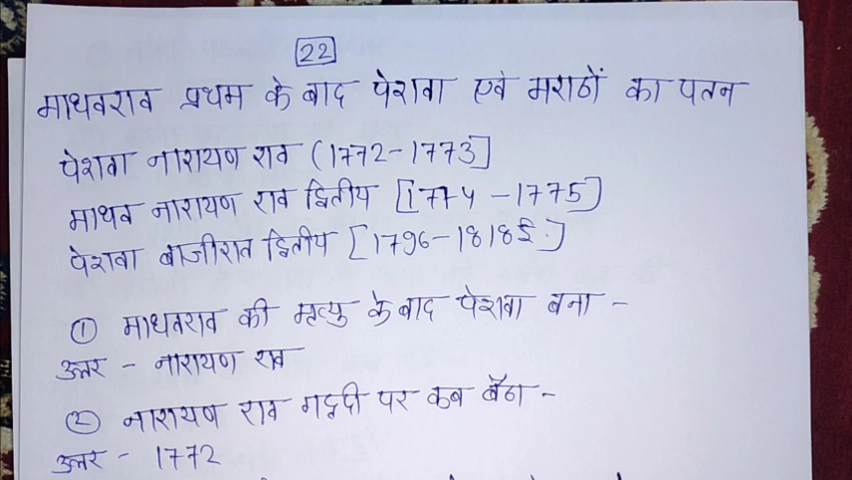 22
माधवराव प्रथम के बाद पेशवा एवं मराठों का पतन
पेशवा नारायण राव (1772-1773]
माधव नारायण राव द्वितीय [1774 - 1775]
पेशवा बाजीराव द्वितीय [1796-1818ई.]
① माधवराव की मृत्यु के बाद पेशवा बना -
उत्तर - नारायण राव
② नारायण राव गद्दी पर कब बैठा -
उत्तर - 1772